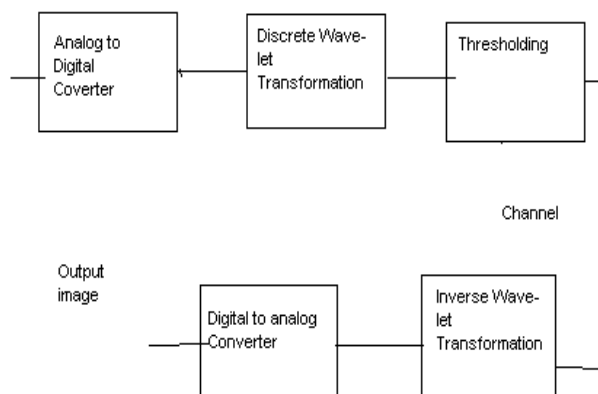 Analog to
Digital
Coverter
Discrete Wave-
let
Transformation
Thresholding
Channel
Output
image
Digital to analog
Converter
Inverse Wave-
let
Transformation